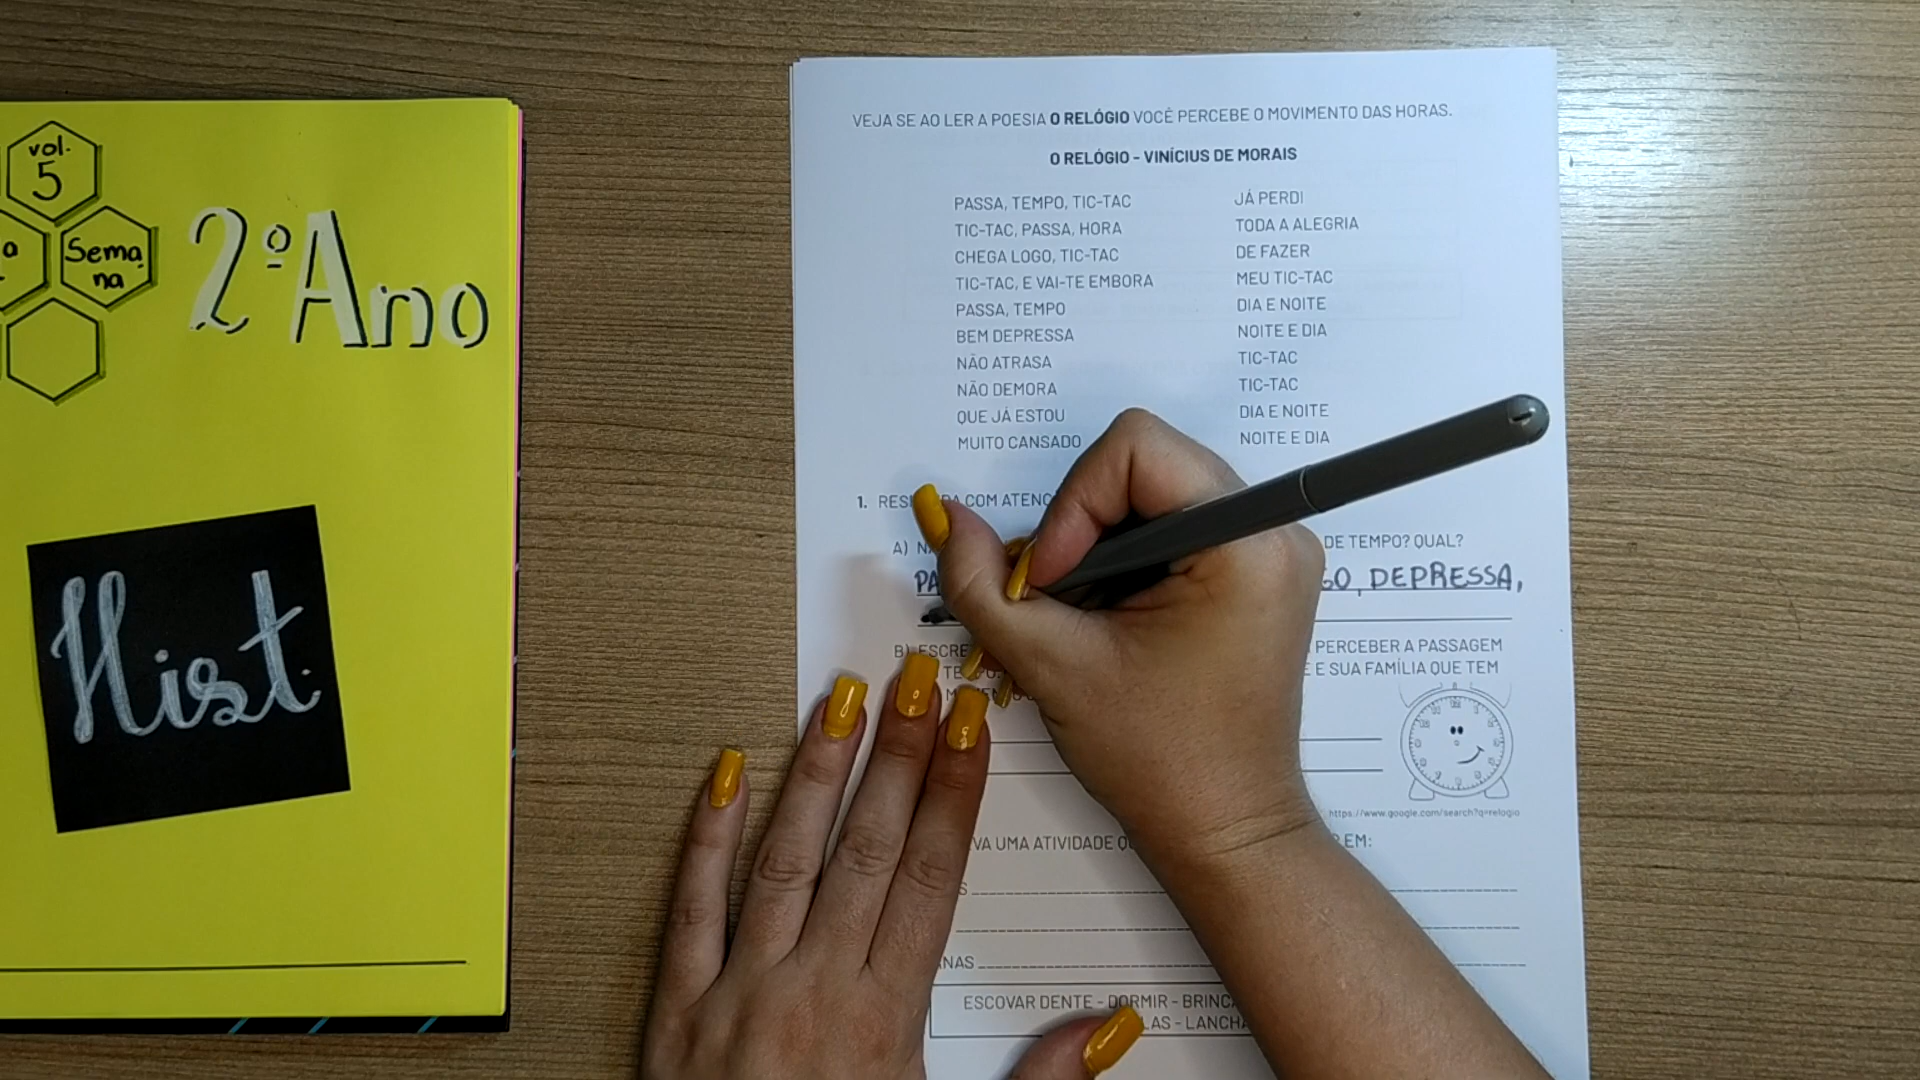 vol.
5
Sema
na
2º Ano
Hist.
VEJA SE AO LER A POESIA O RELÓGIO VOCÊ PERCEBE O MOVIMENTO DAS HORAS.
O RELÓGIO - VINÍCIUS DE MORAIS
PASSA, TEMPO, TIC-TAC
TIC-TAC, PASSA, HORA
CHEGA LOGO, TIC-TAC
TIC-TAC, E VAI-TE EMBORA
PASSA, TEMPO
BEM DEPRESSA
NÃO ATRASA
NÃO DEMORA
QUE JÁ ESTOU
MUITO CANSADO
JÁ PERDI
TODA A ALEGRIA
DE FAZER
MEU TIC-TAC
DIA E NOITE
NOITE E DIA
TIC-TAC
TIC-TAC
DIA E NOITE
NOITE E DIA
1. COM
A) DE TEMPO? QUAL?
DEPRESSA,
B) PERCEBER A PASSAGEM
E SUA FAMÍLIA QUE TEM
https://www.google.com/search?q=relogio
UMA ATIVIDADE EM:
ESCOVAR DENTE - DORMIR -